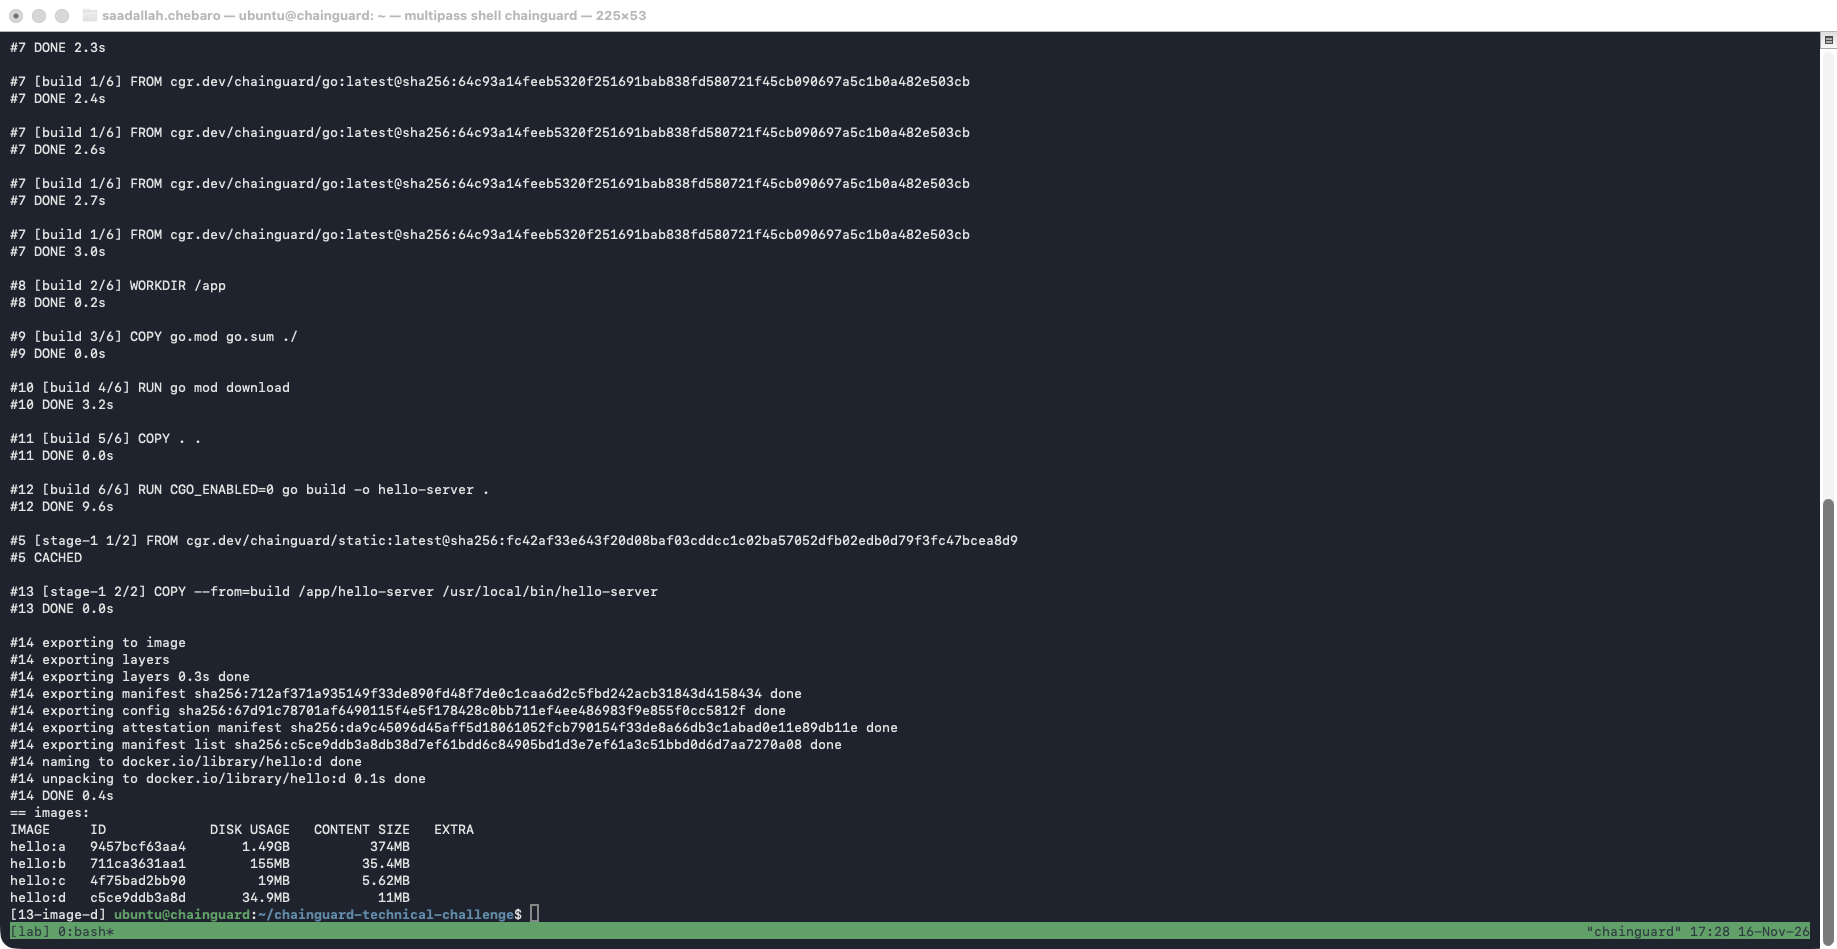 saadallah.chebaro — ubuntu@chainguard: ~ — multipass shell chainguard — 225×53
#7 DONE 2.3s
#7 [build 1/6] FROM cgr.dev/chainguard/go:latest@sha256:64c93a14feeb5320f251691bab838fd580721f45cb090697a5c1b0a482e503cb
#7 DONE 2.4s
#7 [build 1/6] FROM cgr.dev/chainguard/go:latest@sha256:64c93a14feeb5320f251691bab838fd580721f45cb090697a5c1b0a482e503cb
#7 DONE 2.6s
#7 [build 1/6] FROM cgr.dev/chainguard/go:latest@sha256:64c93a14feeb5320f251691bab838fd580721f45cb090697a5c1b0a482e503cb
#7 DONE 2.7s
#7 [build 1/6] FROM cgr.dev/chainguard/go:latest@sha256:64c93a14feeb5320f251691bab838fd580721f45cb090697a5c1b0a482e503cb
#7 DONE 3.0s
#8 [build 2/6] WORKDIR /app
#8 DONE 0.2s
#9 [build 3/6] COPY go.mod go.sum ./
#9 DONE 0.0s
#10 [build 4/6] RUN go mod download
#10 DONE 3.2s
#11 [build 5/6] COPY . .
#11 DONE 0.0s
#12 [build 6/6] RUN CGO_ENABLED=0 go build -o hello-server .
#12 DONE 9.6s
#5 [stage-1 1/2] FROM cgr.dev/chainguard/static:latest@sha256:fc42af33e643f20d08baf03cddcc1c02ba57052dfb02edb0d79f3fc47bcea8d9
#5 CACHED
#13 [stage-1 2/2] COPY --from=build /app/hello-server /usr/local/bin/hello-server
#13 DONE 0.0s
#14 exporting to image
#14 exporting layers
#14 exporting layers 0.3s done
#14 exporting manifest sha256:712af371a935149f33de890fd48f7de0c1caa6d2c5fbd242acb31843d4158434 done
#14 exporting config sha256:67d91c78701af6490115f4e5f178428c0bb711ef4ee486983f9e855f0cc5812f done
#14 exporting attestation manifest sha256:da9c45096d45aff5d18061052fcb790154f33de8a66db3c1abad0e11e89db11e done
#14 exporting manifest list sha256:c5ce9ddb3a8db38d7ef61bdd6c84905bd1d3e7ef61a3c51bbd0d6d7aa7270a08 done
#14 naming to docker.io/library/hello:d done
#14 unpacking to docker.io/library/hello:d 0.1s done
#14 DONE 0.4s
== images:
IMAGE     ID             DISK USAGE   CONTENT SIZE   EXTRA
hello:a   9457bcf63aa4       1.49GB          374MB
hello:b   711ca3631aa1        155MB         35.4MB
hello:c   4f75bad2bb90         19MB         5.62MB
hello:d   c5ce9ddb3a8d       34.9MB           11MB
[13-image-d] ubuntu@chainguard:~/chainguard-technical-challenge$
[lab] 0:bash* "chainguard" 17:28 16-Nov-26